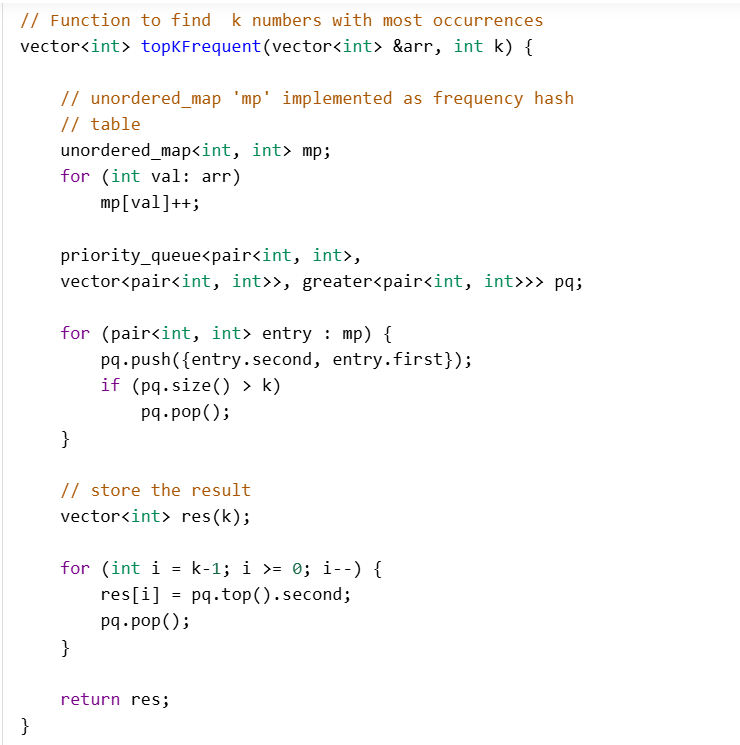 // Function to find  k numbers with most occurrences
vector<int> topKFrequent(vector<int> &arr, int k) {

    // unordered_map 'mp' implemented as frequency hash
    // table
    unordered_map<int, int> mp;
    for (int val: arr)
        mp[val]++;

    priority_queue<pair<int, int>,
    vector<pair<int, int>>, greater<pair<int, int>>> pq;

    for (pair<int, int> entry : mp) {
        pq.push({entry.second, entry.first});
        if (pq.size() > k)
            pq.pop();
    }

    // store the result
    vector<int> res(k);

    for (int i = k-1; i >= 0; i--) {
        res[i] = pq.top().second;
        pq.pop();
    }

    return res;
}